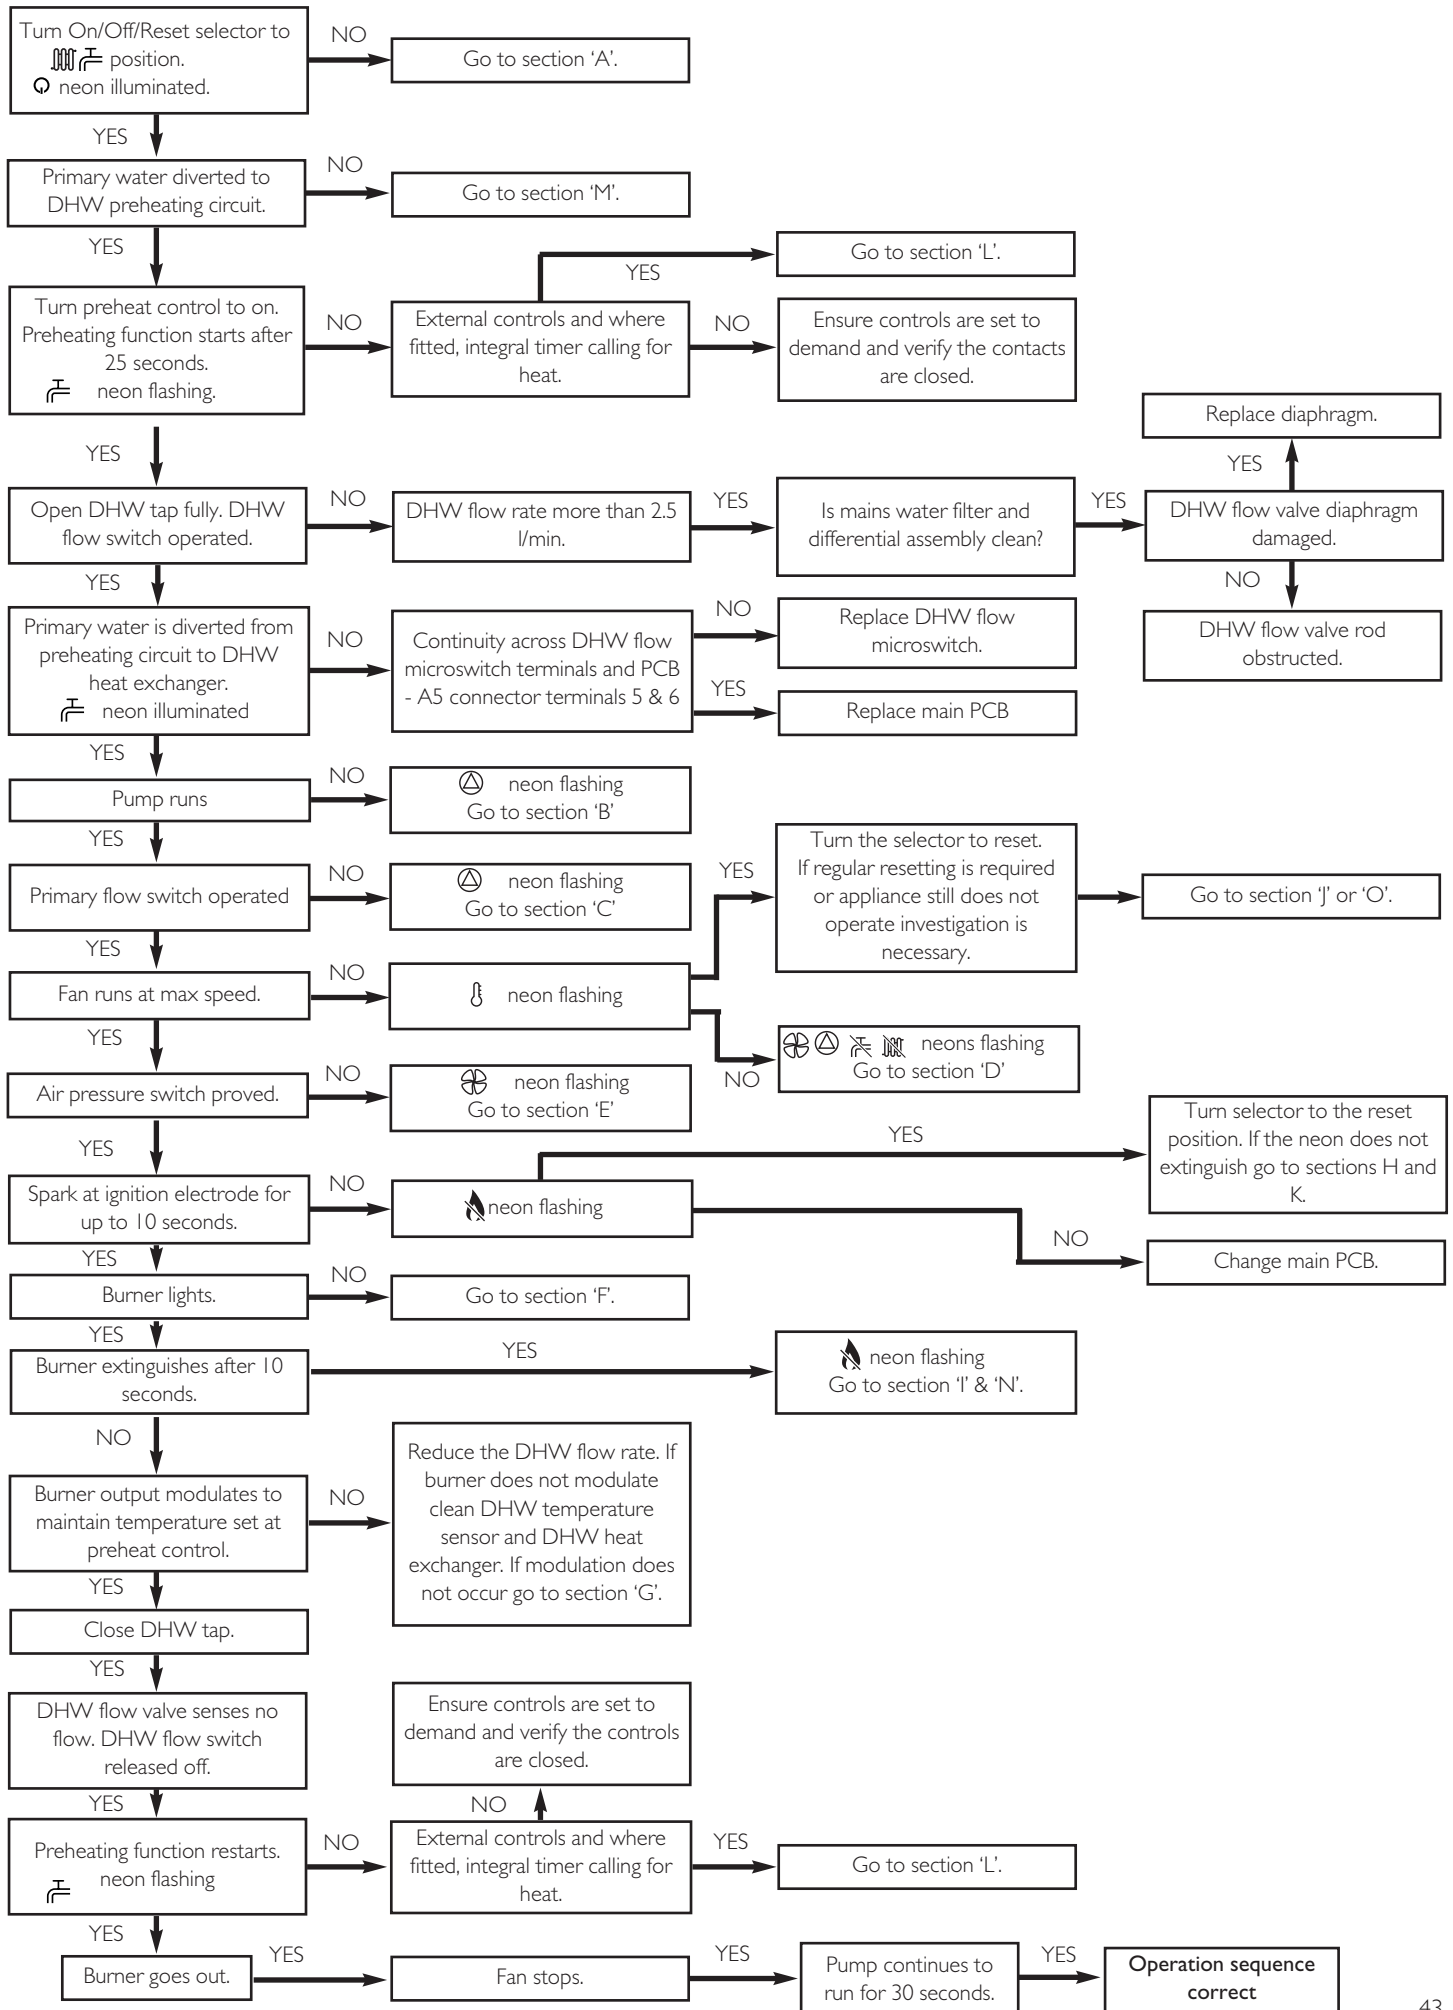 Turn On/Off/Reset selector to
position.
neon illuminated.
NO
Go to section ‘A’.
YES
Primary water diverted to
DHW preheating circuit.
NO
Go to section ‘M’.
YES
Turn preheat control to on.
Preheating function starts after
25 seconds.
neon flashing.
NO
External controls and where
fitted, integral timer calling for
heat.
YES
Go to section ‘L’.
NO
Ensure controls are set to
demand and verify the contacts
are closed.
YES
Open DHW tap fully. DHW
flow switch operated.
NO
DHW flow rate more than 2.5
l/min.
YES
Is mains water filter and
differential assembly clean?
YES
DHW flow valve diaphragm
damaged.
YES
Replace diaphragm.
NO
DHW flow valve rod
obstructed.
YES
Primary water is diverted from
preheating circuit to DHW
heat exchanger.
neon illuminated
NO
Continuity across DHW flow
microswitch terminals and PCB
- A5 connector terminals 5 & 6
NO
Replace DHW flow
microswitch.
YES
Replace main PCB
YES
Pump runs
NO
neon flashing
Go to section ‘B’
YES
Primary flow switch operated
NO
neon flashing
Go to section ‘C’
YES
Fan runs at max speed.
NO
neon flashing
YES
Turn the selector to reset.
If regular resetting is required
or appliance still does not
operate investigation is
necessary.
Go to section ‘J’ or ‘O’.
NO
neons flashing
Go to section ‘D’
YES
Air pressure switch proved.
NO
neon flashing
Go to section ‘E’
YES
Spark at ignition electrode for
up to 10 seconds.
NO
neon flashing
YES
Turn selector to the reset
position. If the neon does not
extinguish go to sections H and
K.
NO
Change main PCB.
YES
Burner lights.
NO
Go to section ‘F’.
YES
Burner extinguishes after 10
seconds.
YES
neon flashing
Go to section ‘I’ & ‘N’.
NO
Burner output modulates to
maintain temperature set at
preheat control.
NO
Reduce the DHW flow rate. If
burner does not modulate
clean DHW temperature
sensor and DHW heat
exchanger. If modulation does
not occur go to section ‘G’.
YES
Close DHW tap.
YES
DHW flow valve senses no
flow. DHW flow switch
released off.
YES
Preheating function restarts.
neon flashing
NO
External controls and where
fitted, integral timer calling for
heat.
NO
Ensure controls are set to
demand and verify the controls
are closed.
YES
Go to section ‘L’.
YES
Burner goes out.
YES
Fan stops.
YES
Pump continues to
run for 30 seconds.
YES
Operation sequence
correct
43